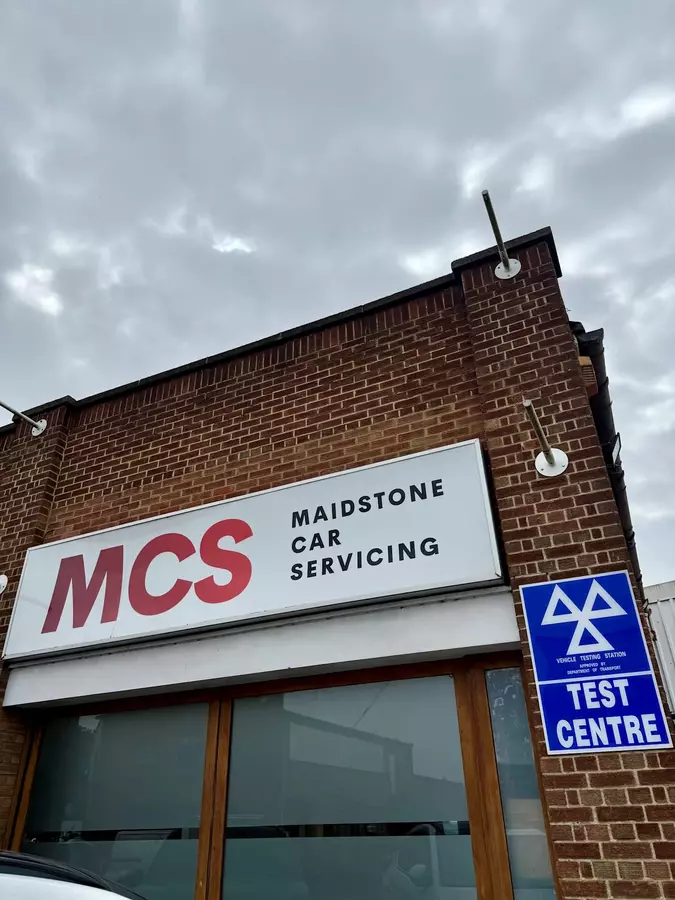 MCS
MAIDSTONE
CAR
SERVICING
VEHICLE TESTING STATION
APPROVED BY
DEPARTMENT OF TRANSPORT
TEST
CENTRE